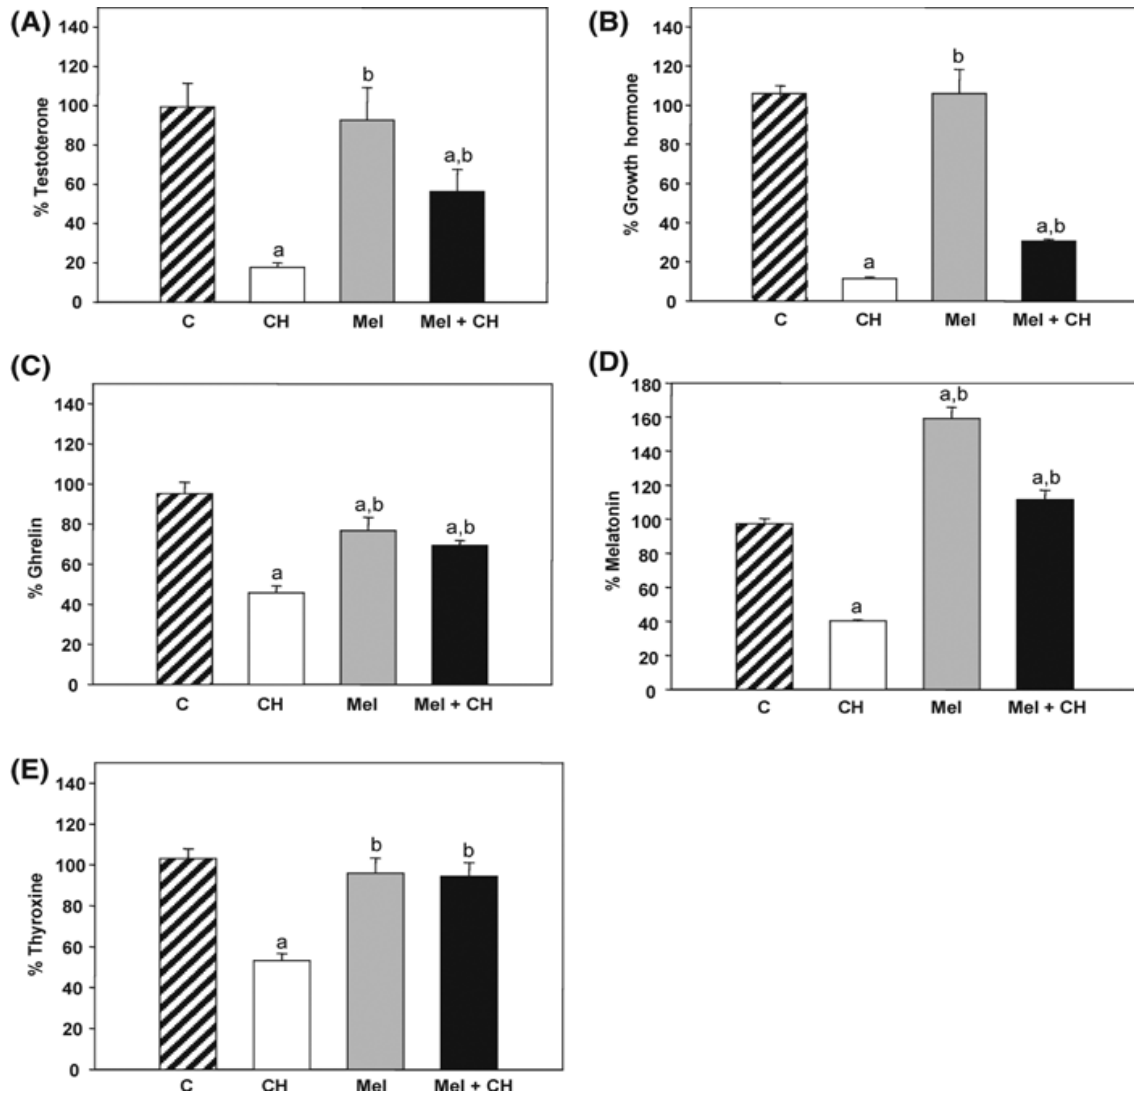 (A)
% Testoterone
140
120
100
80
60
40
20
0
a
b
a,b
C CH Mel Mel + CH
(B)
% Growth hormone
140
120
100
80
60
40
20
0
a
b
a,b
C CH Mel Mel + CH
(C)
% Ghrelin
140
120
100
80
60
40
20
0
a
a,b
a,b
C CH Mel Mel + CH
(D)
% Melatonin
180
160
140
120
100
80
60
40
20
0
a
a,b
a,b
C CH Mel Mel + CH
(E)
% Thyroxine
140
120
100
80
60
40
20
0
a
b
b
C CH Mel Mel + CH